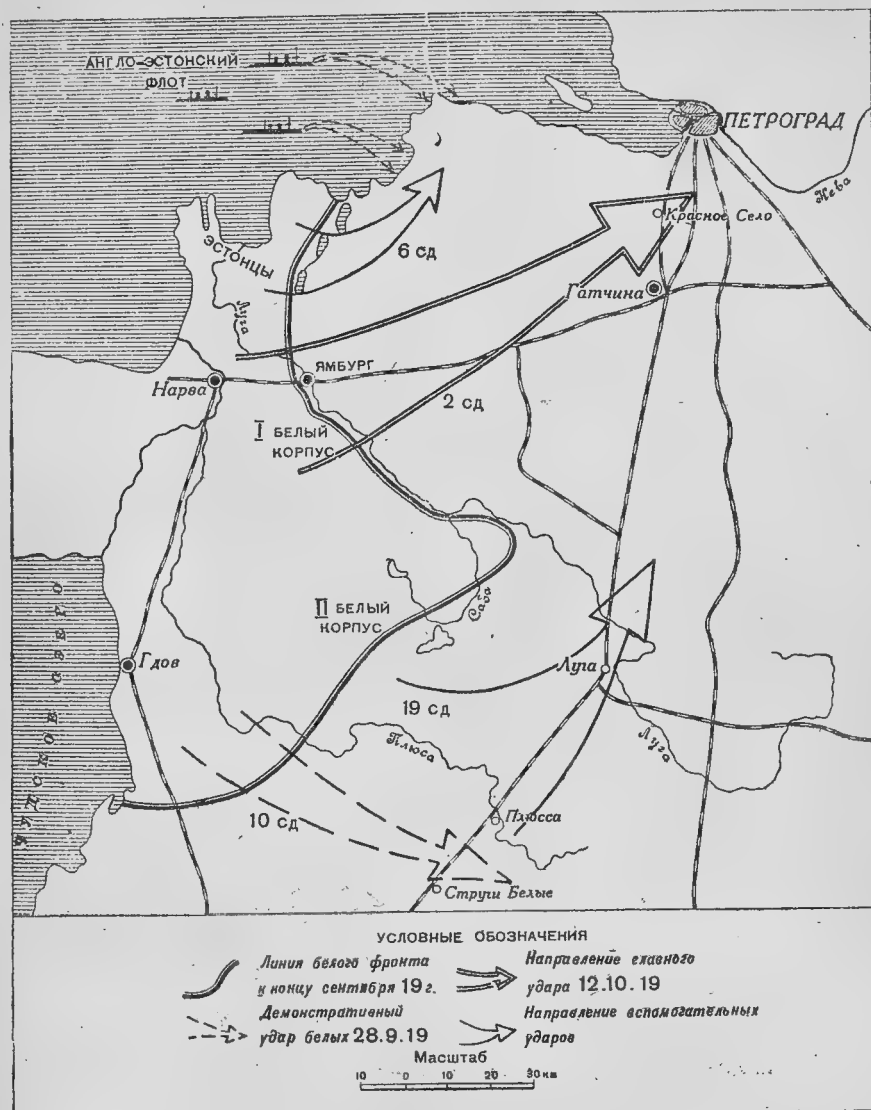 АНГЛО-ЭСТОНСКИЙ
ФЛОТ
ПЕТРОГРАД
Нева
Красное Село
ЭСТОНЦЫ
6 СД
Гатчина
Луга
ЯМБУРГ
Нарва
2 СД
I БЕЛЫЙ
КОРПУС
II БЕЛЫЙ
КОРПУС
Саба
ЧУДСКОЕ ОЗЕРО
Гдов
Луга
19 СД
Плюса
Луга
10 СД
Плюсса
Струги Белые
УСЛОВНЫЕ ОБОЗНАЧЕНИЯ
Линия белого фронта
к концу сентября 19 г.
Направление главного
удара 12.10.19
Демонстративный
удар белых 28.9.19
Направление вспомогательных
ударов
Масштаб
10 0 10 20 30 км